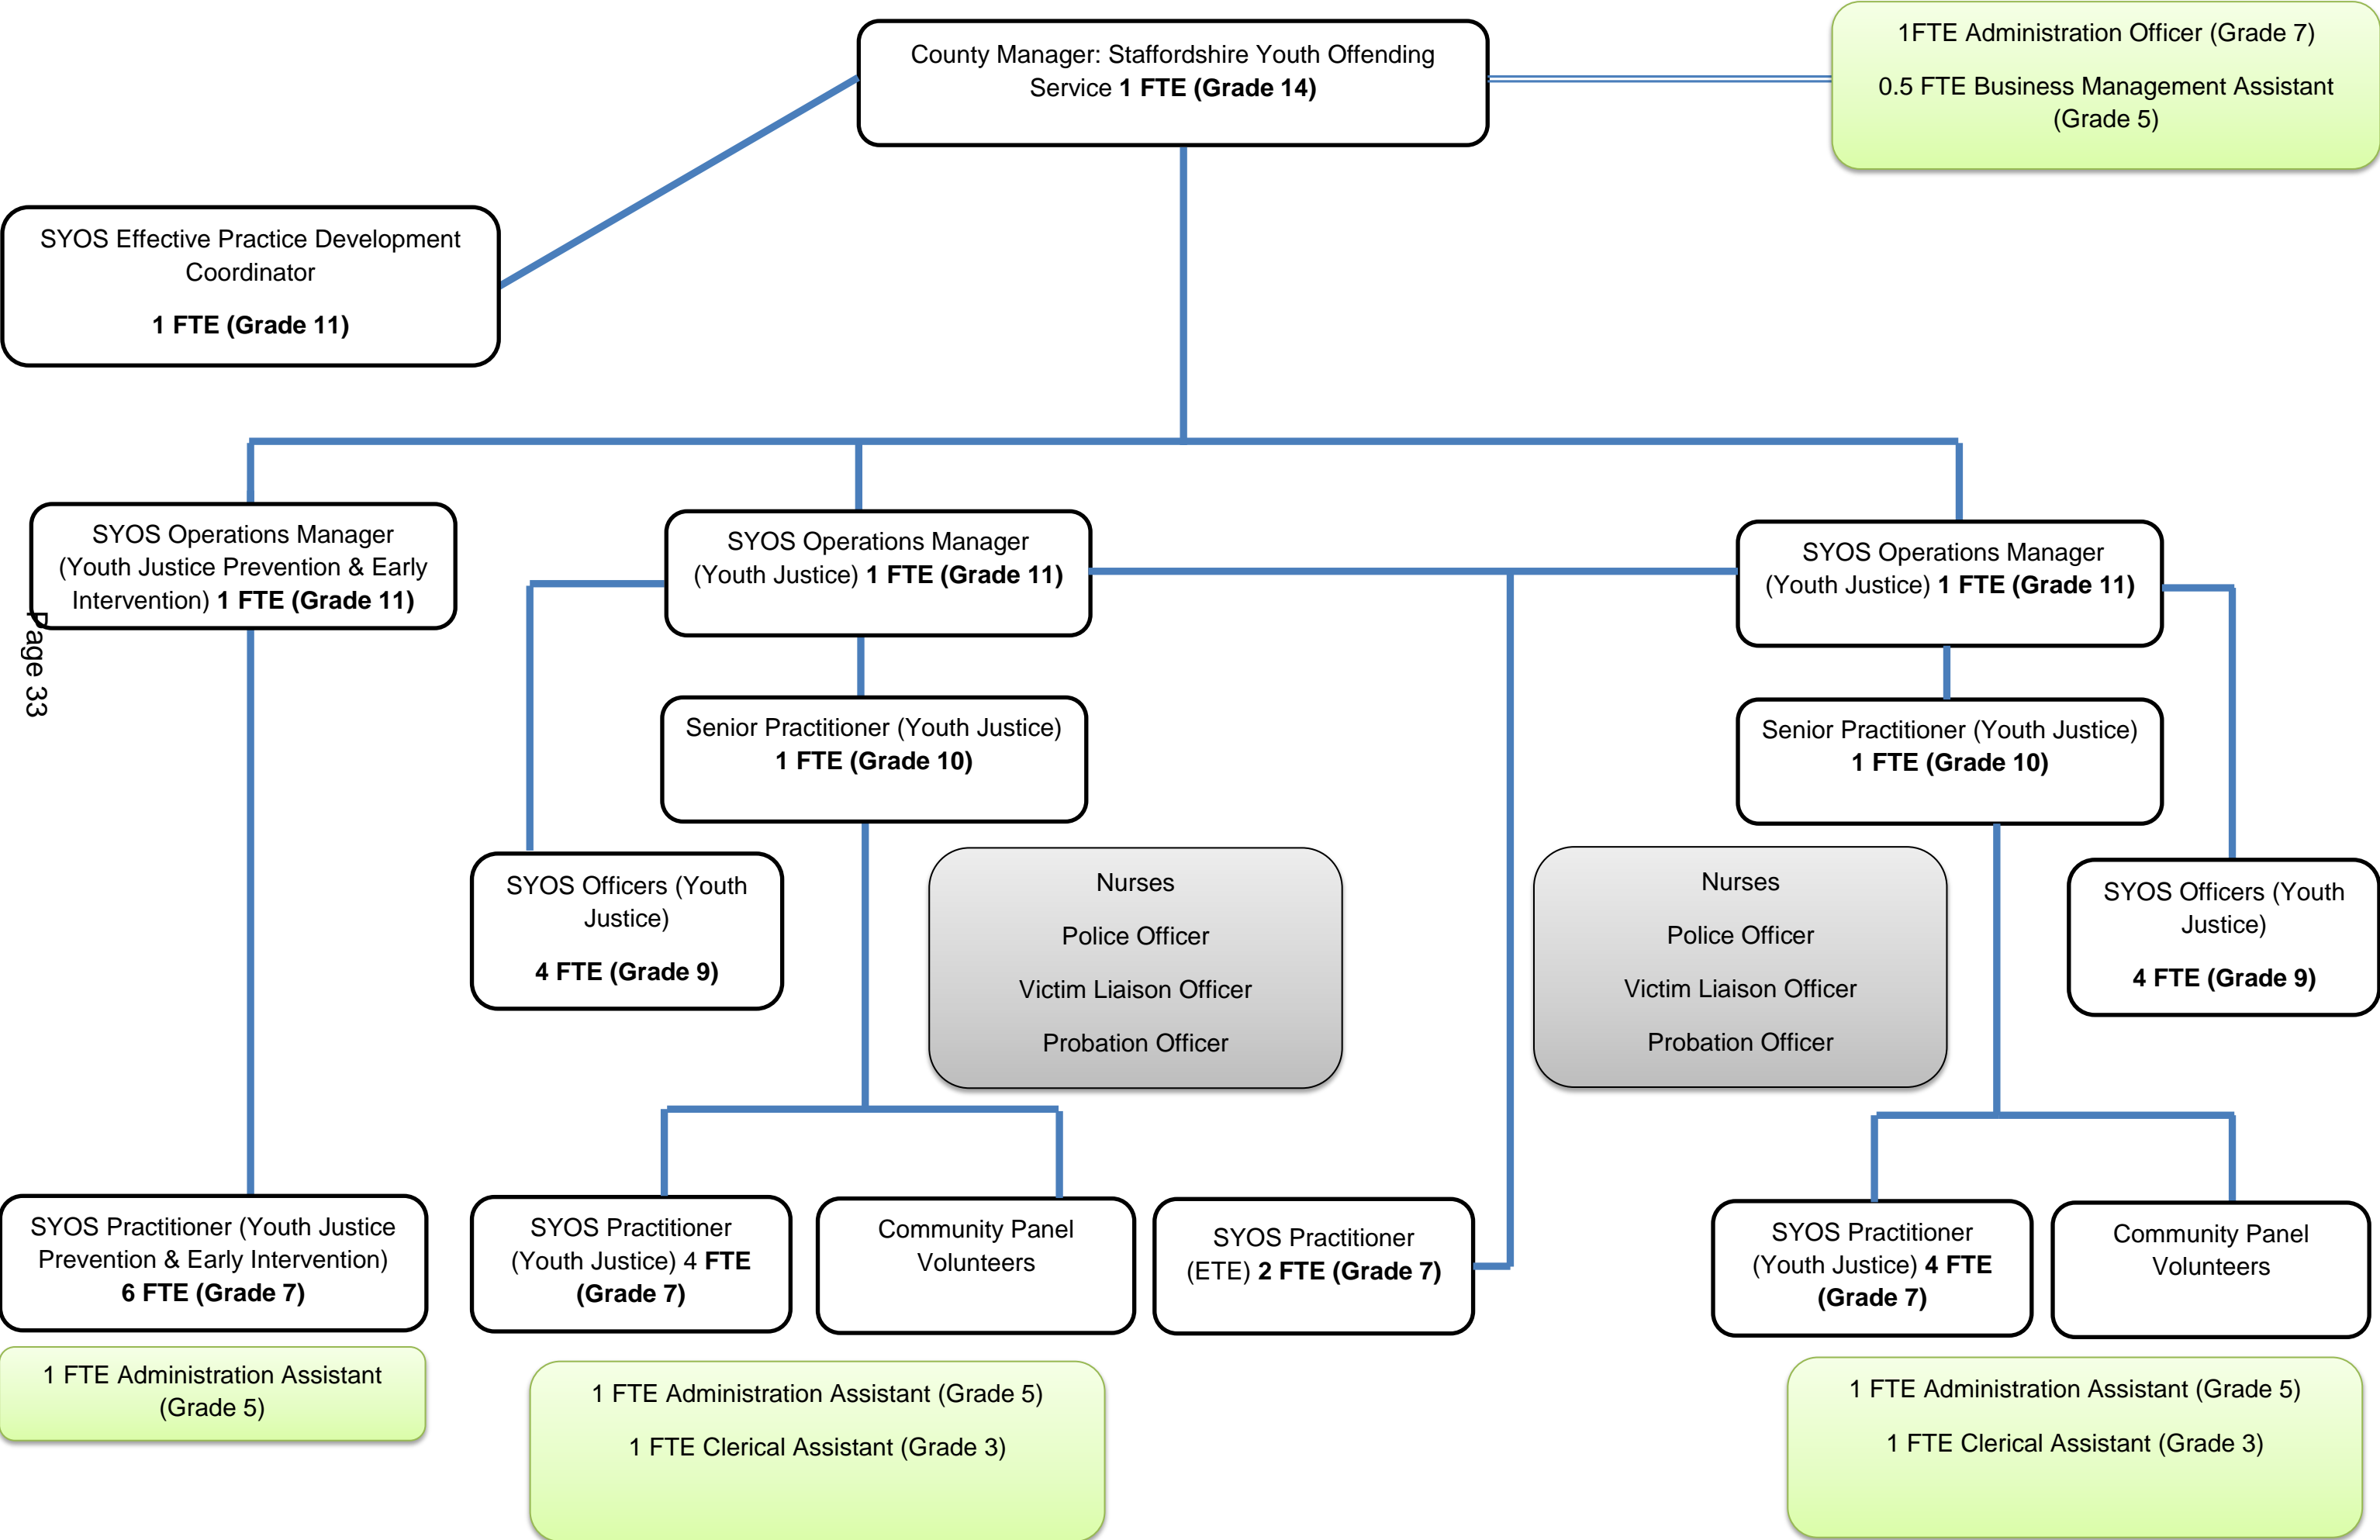 County Manager: Staffordshire Youth Offending
Service 1 FTE (Grade 14)
1FTE Administration Officer (Grade 7)
0.5 FTE Business Management Assistant
(Grade 5)
SYOS Effective Practice Development
Coordinator
1 FTE (Grade 11)
SYOS Operations Manager
(Youth Justice Prevention & Early
Intervention) 1 FTE (Grade 11)
SYOS Operations Manager
(Youth Justice) 1 FTE (Grade 11)
SYOS Operations Manager
(Youth Justice) 1 FTE (Grade 11)
Page 33
Senior Practitioner (Youth Justice)
1 FTE (Grade 10)
Senior Practitioner (Youth Justice)
1 FTE (Grade 10)
SYOS Officers (Youth
Justice)
4 FTE (Grade 9)
Nurses
Police Officer
Victim Liaison Officer
Probation Officer
Nurses
Police Officer
Victim Liaison Officer
Probation Officer
SYOS Officers (Youth
Justice)
4 FTE (Grade 9)
SYOS Practitioner (Youth Justice
Prevention & Early Intervention)
6 FTE (Grade 7)
SYOS Practitioner
(Youth Justice) 4 FTE
(Grade 7)
Community Panel
Volunteers
SYOS Practitioner
(ETE) 2 FTE (Grade 7)
SYOS Practitioner
(Youth Justice) 4 FTE
(Grade 7)
Community Panel
Volunteers
1 FTE Administration Assistant
(Grade 5)
1 FTE Administration Assistant (Grade 5)
1 FTE Clerical Assistant (Grade 3)
1 FTE Administration Assistant (Grade 5)
1 FTE Clerical Assistant (Grade 3)